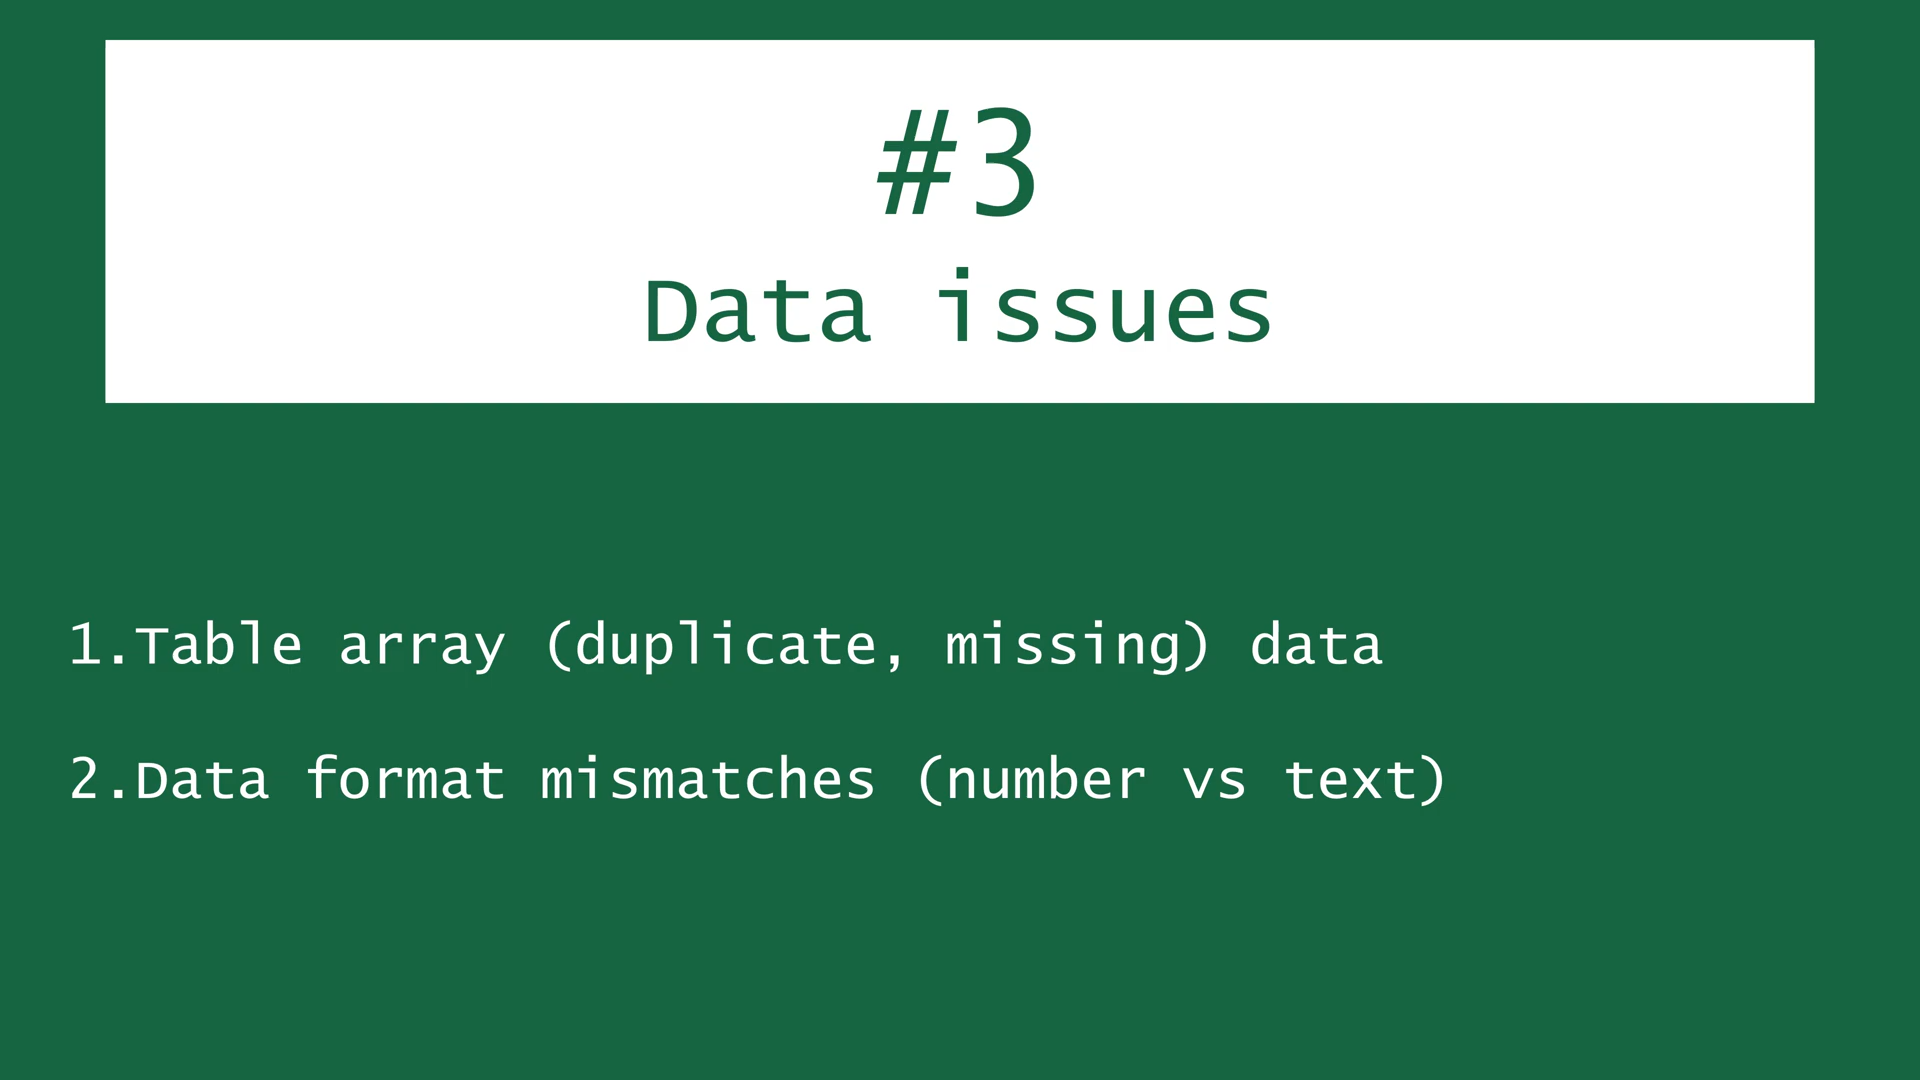 #3
Data issues
1.Table array (duplicate, missing) data
2.Data format mismatches (number vs text)